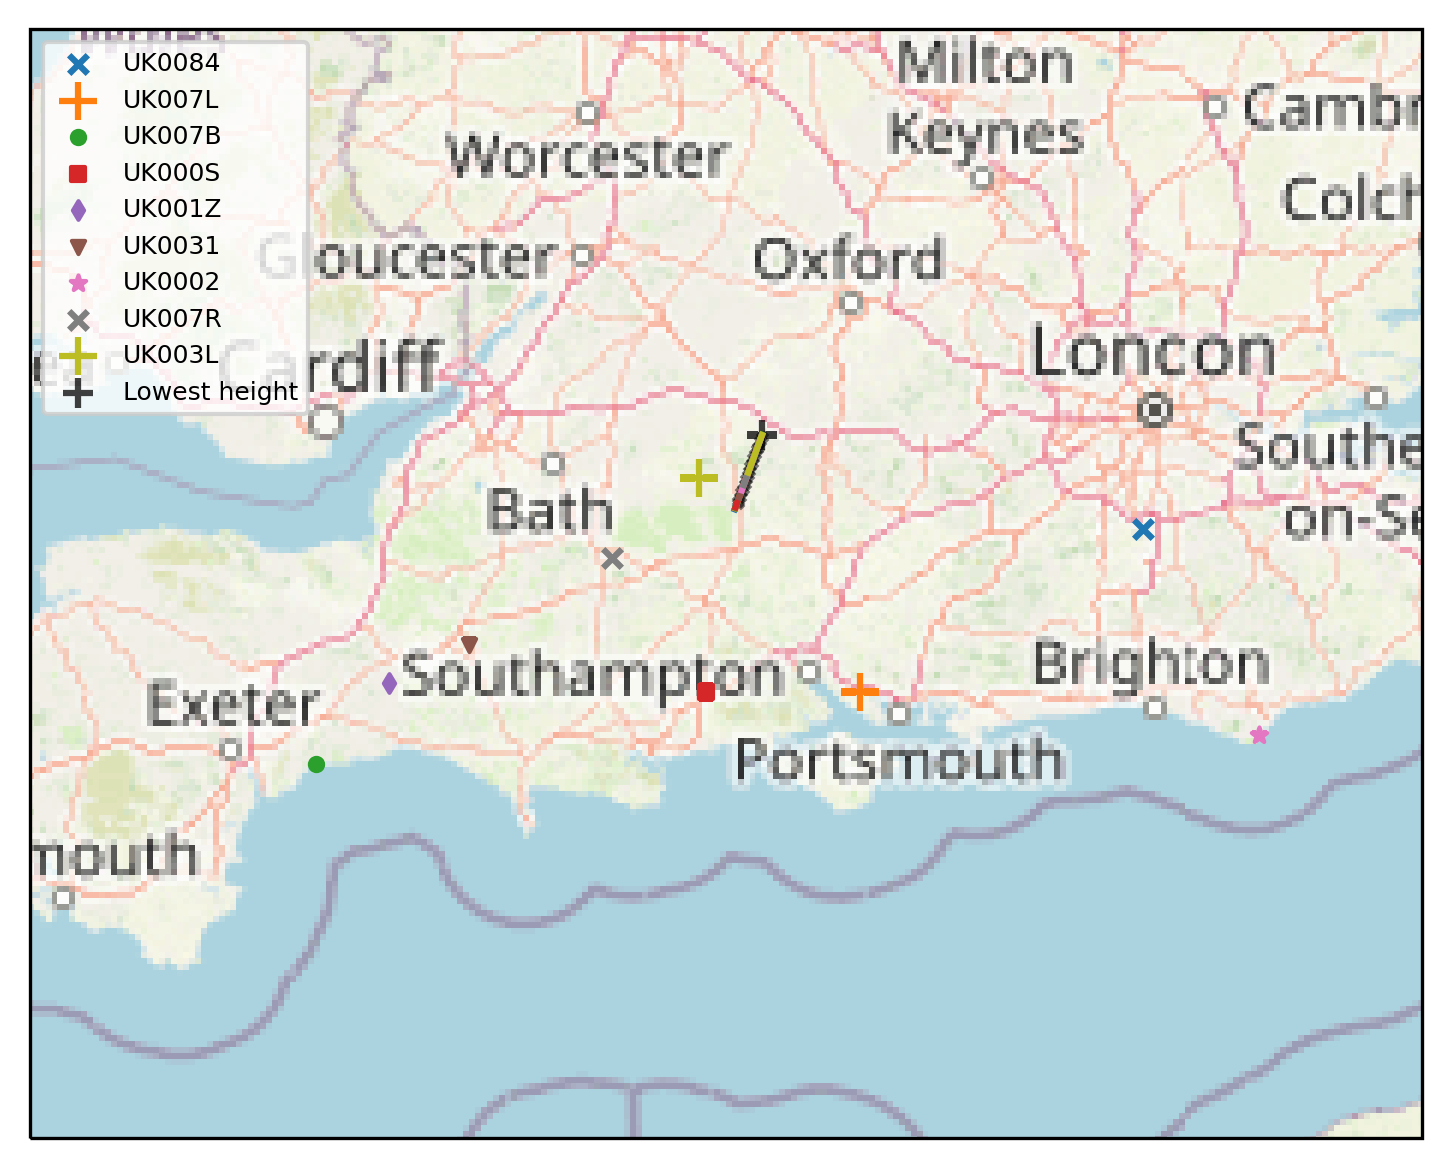 UK0084
UK007L
UK007B
UK000S
UK001Z
UK0031
UK0002
UK007R
UK003L
Lowest height
Milton
Keynes
Cambr
Worcester
Colch
Gloucester
Oxford
Cardiff
Loncon
Southe
on-Se
Bath
Southampton
Brighton
Exeter
Portsmouth
mouth